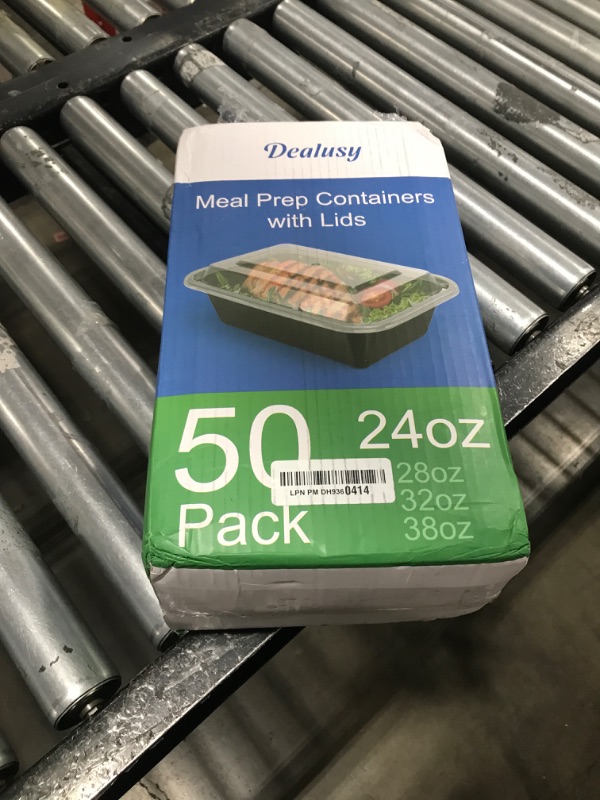 Dealusy
Meal Prep Containers
with Lids
50
Pack
24oz
28oz
32oz
38oz
LPN PM DH9360414